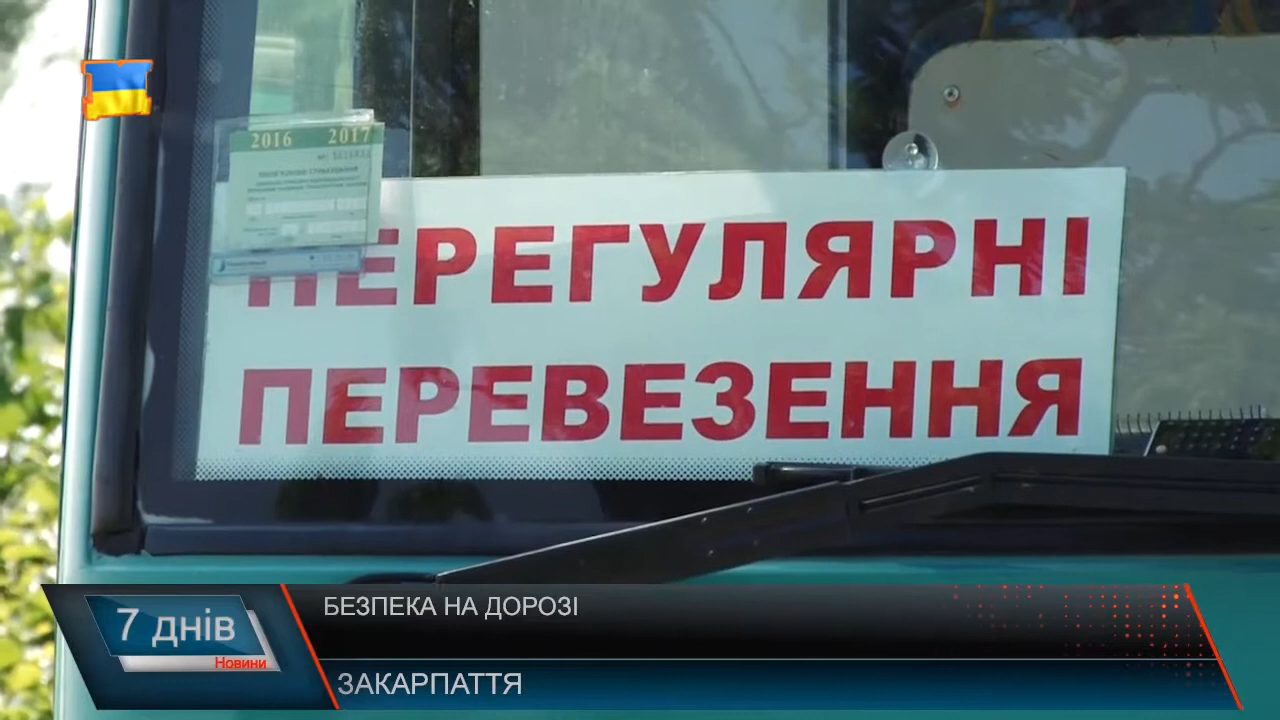 2016 2017
НЕРЕГУЛЯРНІ
ПЕРЕВЕЗЕННЯ
7 днів
Новини
БЕЗПЕКА НА ДОРОЗІ
ЗАКАРПАТТЯ